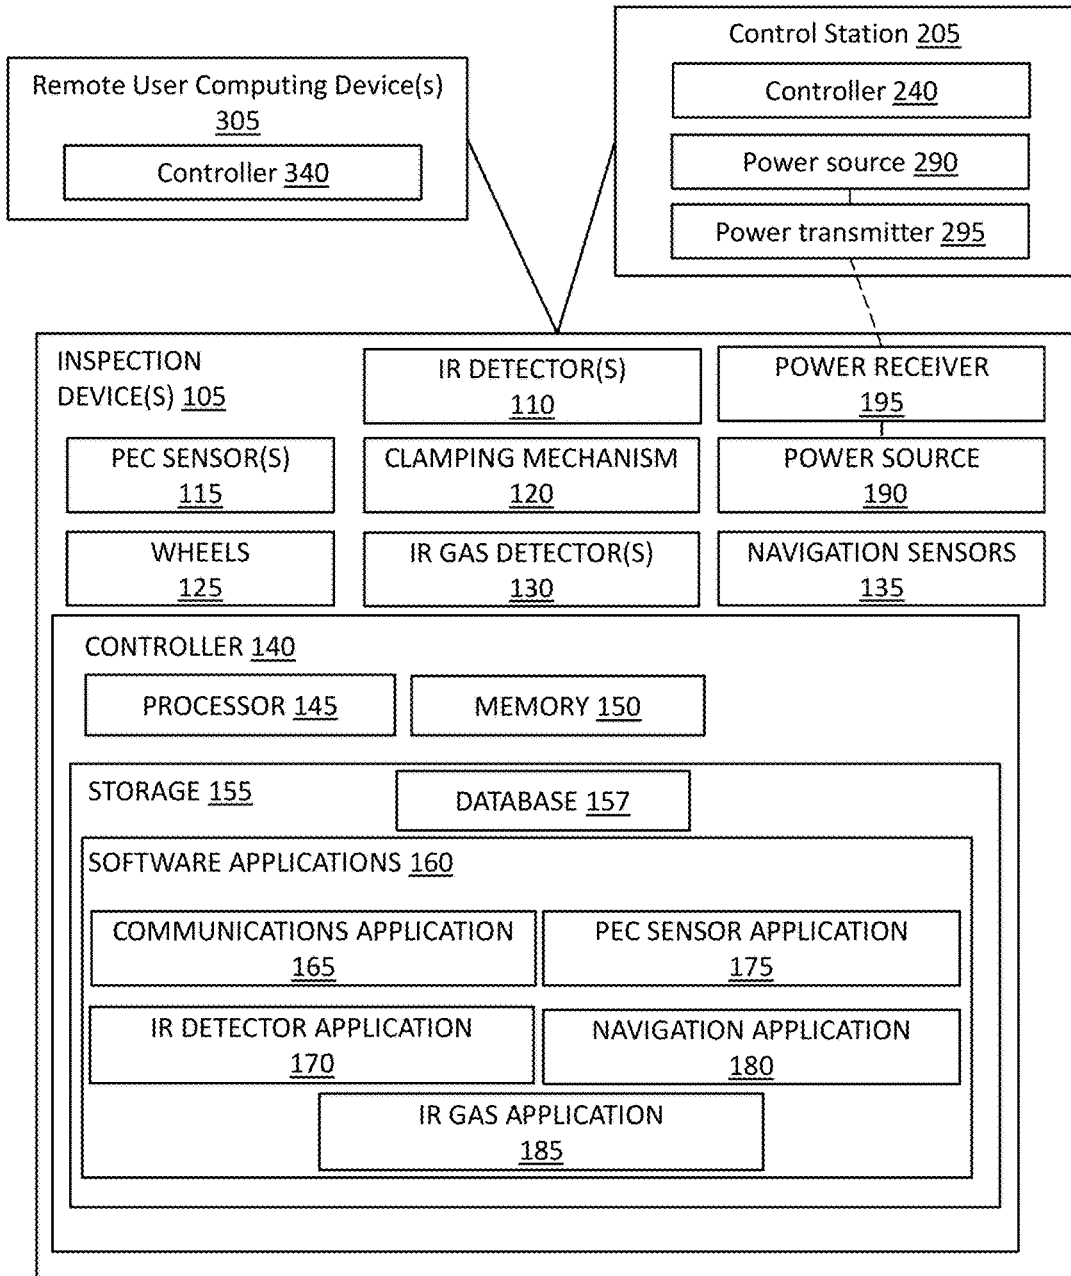 Control Station 205
Controller 240
Power source 290
Power transmitter 295
Remote User Computing Device(s)
305
Controller 340
INSPECTION
DEVICE(S) 105
IR DETECTOR(S)
110
POWER RECEIVER
195
PEC SENSOR(S)
115
CLAMPING MECHANISM
120
POWER SOURCE
190
WHEELS
125
IR GAS DETECTOR(S)
130
NAVIGATION SENSORS
135
CONTROLLER 140
PROCESSOR 145
MEMORY 150
STORAGE 155
DATABASE 157
SOFTWARE APPLICATIONS 160
COMMUNICATIONS APPLICATION
165
PEC SENSOR APPLICATION
175
IR DETECTOR APPLICATION
170
NAVIGATION APPLICATION
180
IR GAS APPLICATION
185